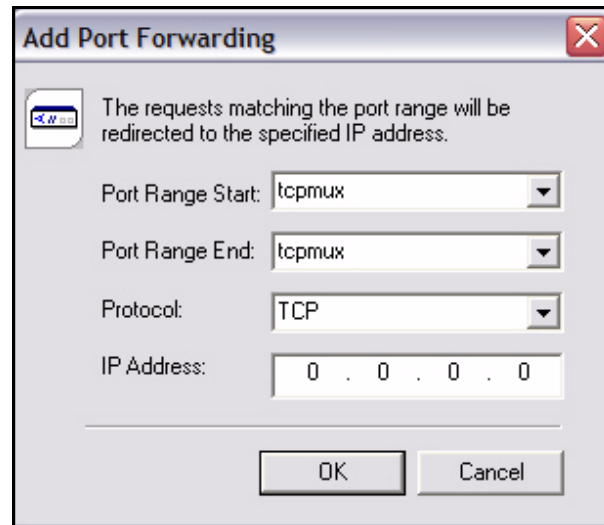 Add Port Forwarding
The requests matching the port range will be
redirected to the specified IP address.
Port Range Start: tcpmux
Port Range End: tcpmux
Protocol: TCP
IP Address: 0 . 0 . 0 . 0
OK Cancel